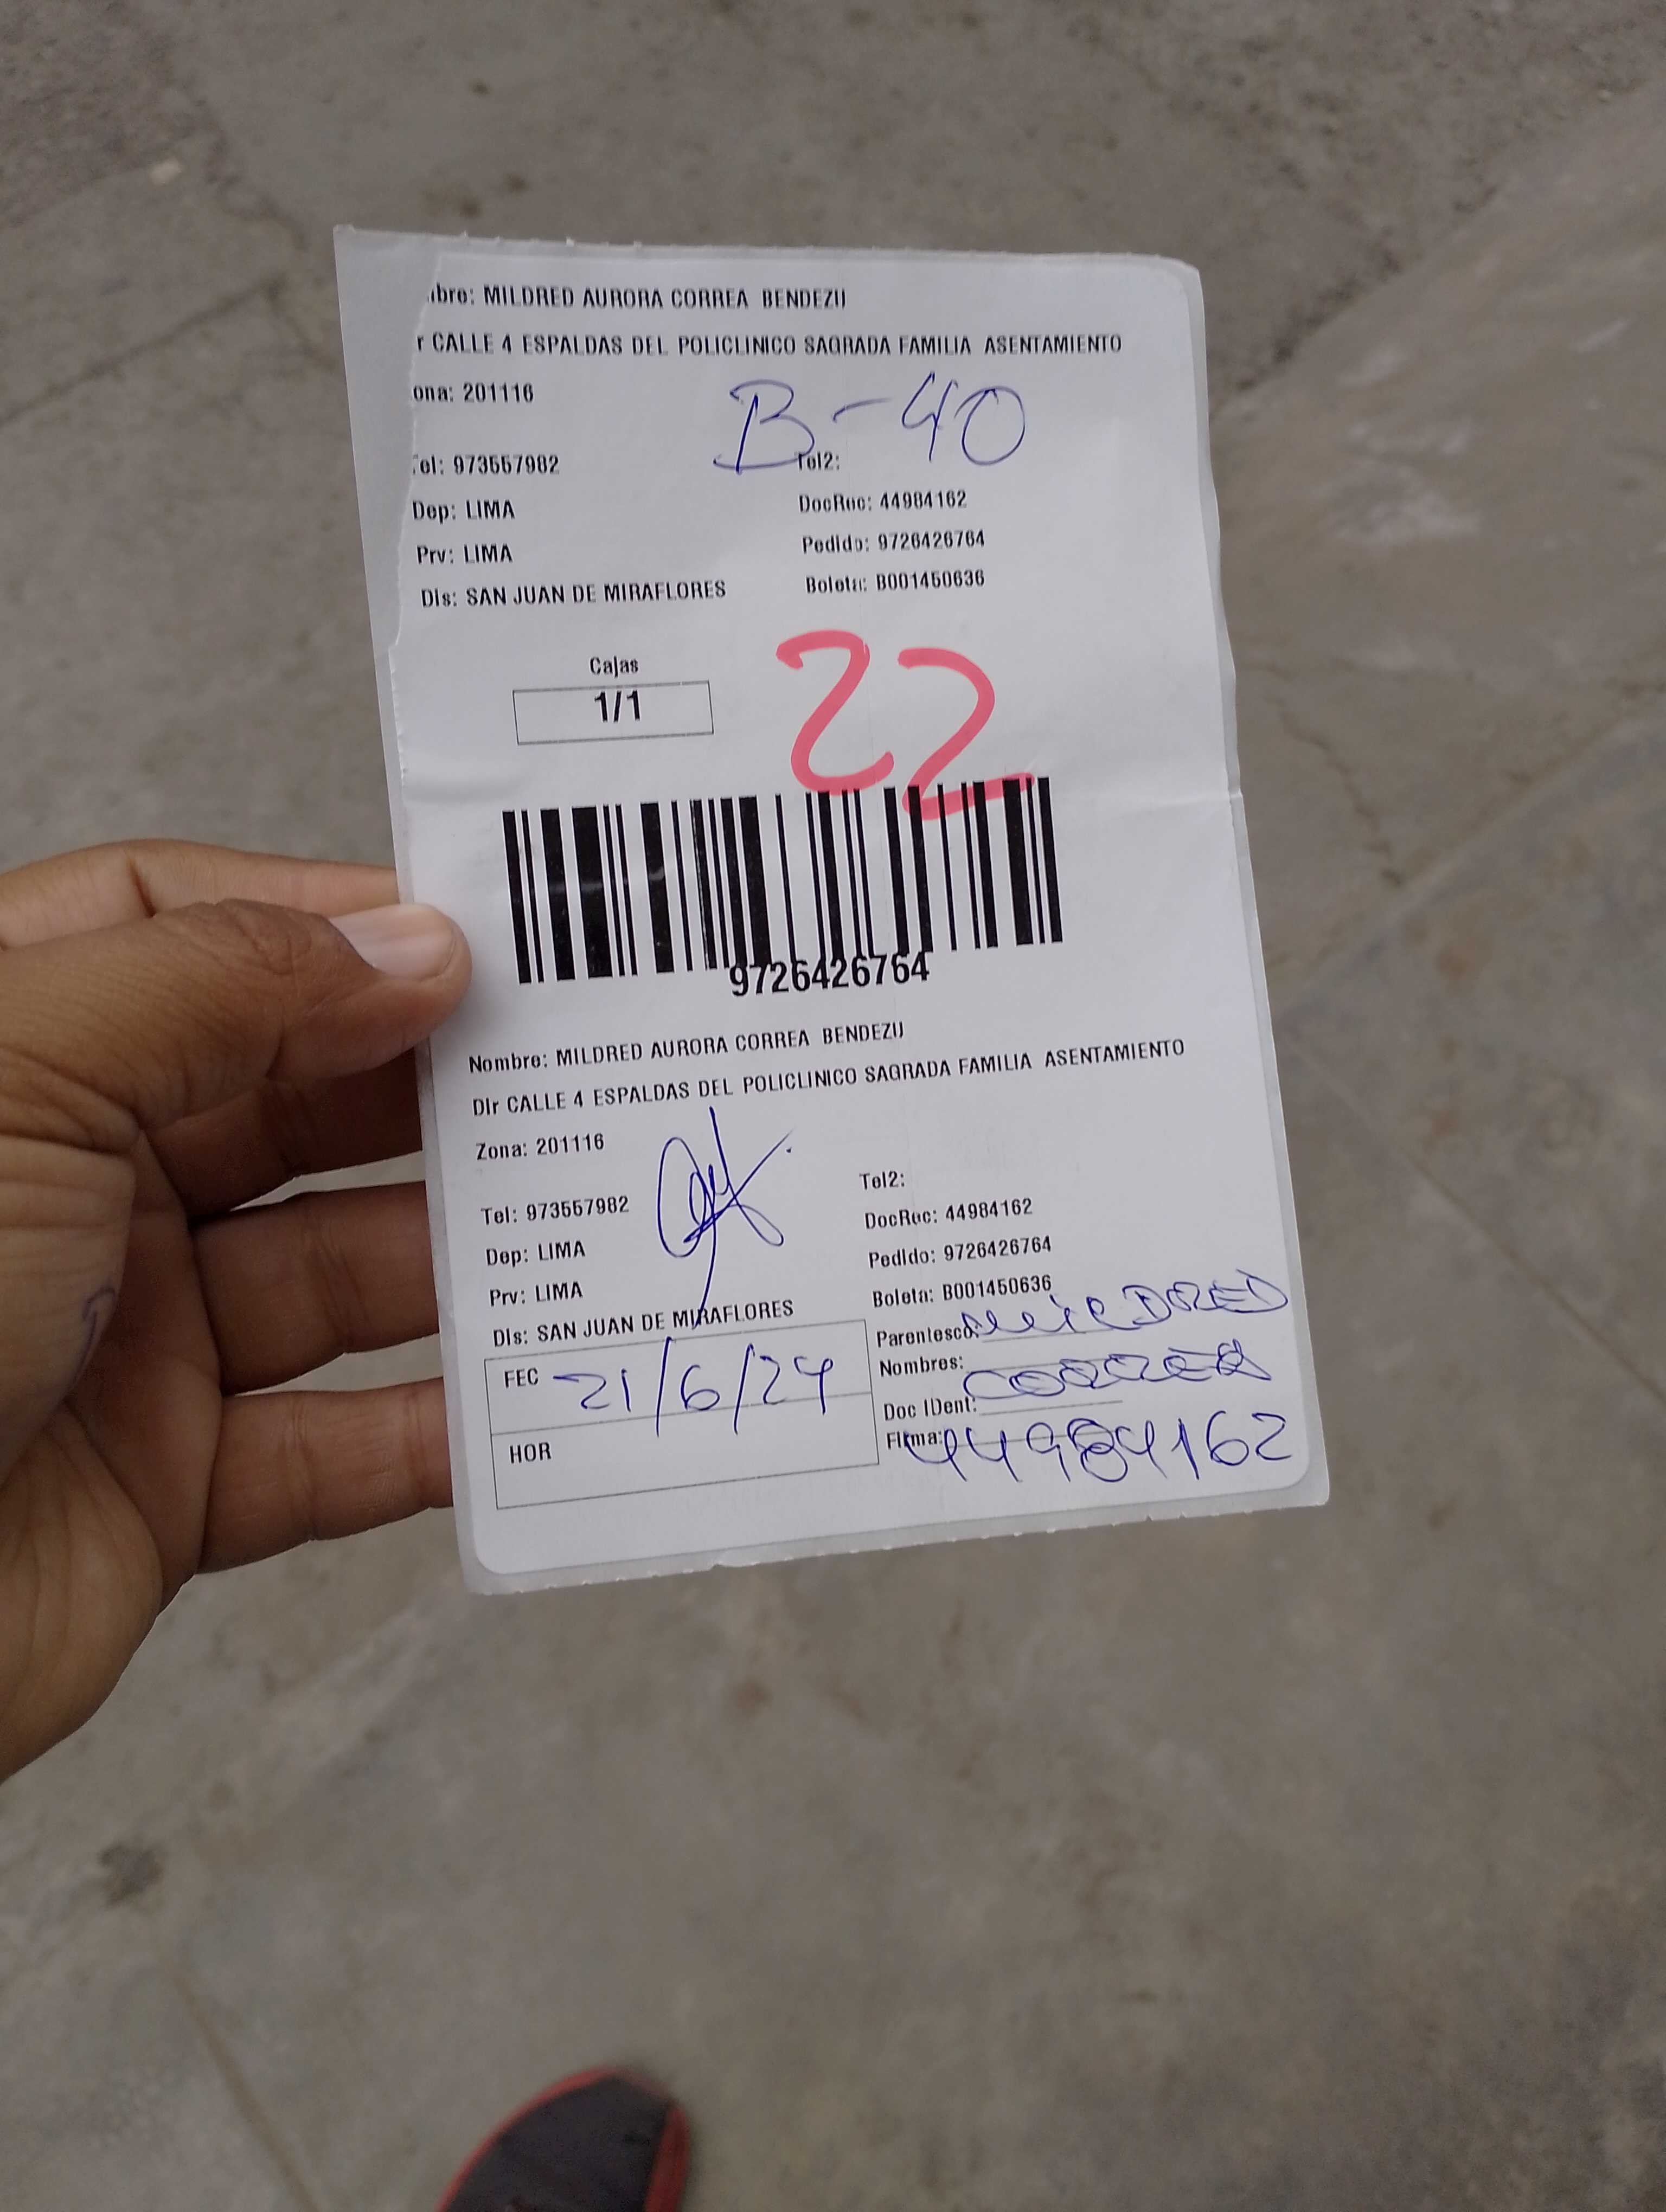 bre: MILDRED AURORA CORREA BENDEZU
r CALLE 4 ESPALDAS DEL POLICLINICO SAGRADA FAMILIA ASENTAMIENTO
ona: 201116
B-40
Tel: 973557982 Tel2:
Dep: LIMA DocRec: 44984162
Prv: LIMA Pedido: 9726426764
Dis: SAN JUAN DE MIRAFLORES Boleta: B001450636
Cajas
1/1
22
9726426764
Nombre: MILDRED AURORA CORREA BENDEZU
Dir CALLE 4 ESPALDAS DEL POLICLINICO SAGRADA FAMILIA ASENTAMIENTO
Zona: 201116
Tel: 973557982 Tel2:
Dep: LIMA DocRec: 44984162
Prv: LIMA Pedido: 9726426764
Dis: SAN JUAN DE MIRAFLORES Boleta: B001450636
FEC 21/6/24
HOR
Parentesco:
Nombres: CORREA
Doc IDent:
Firma: 44984162